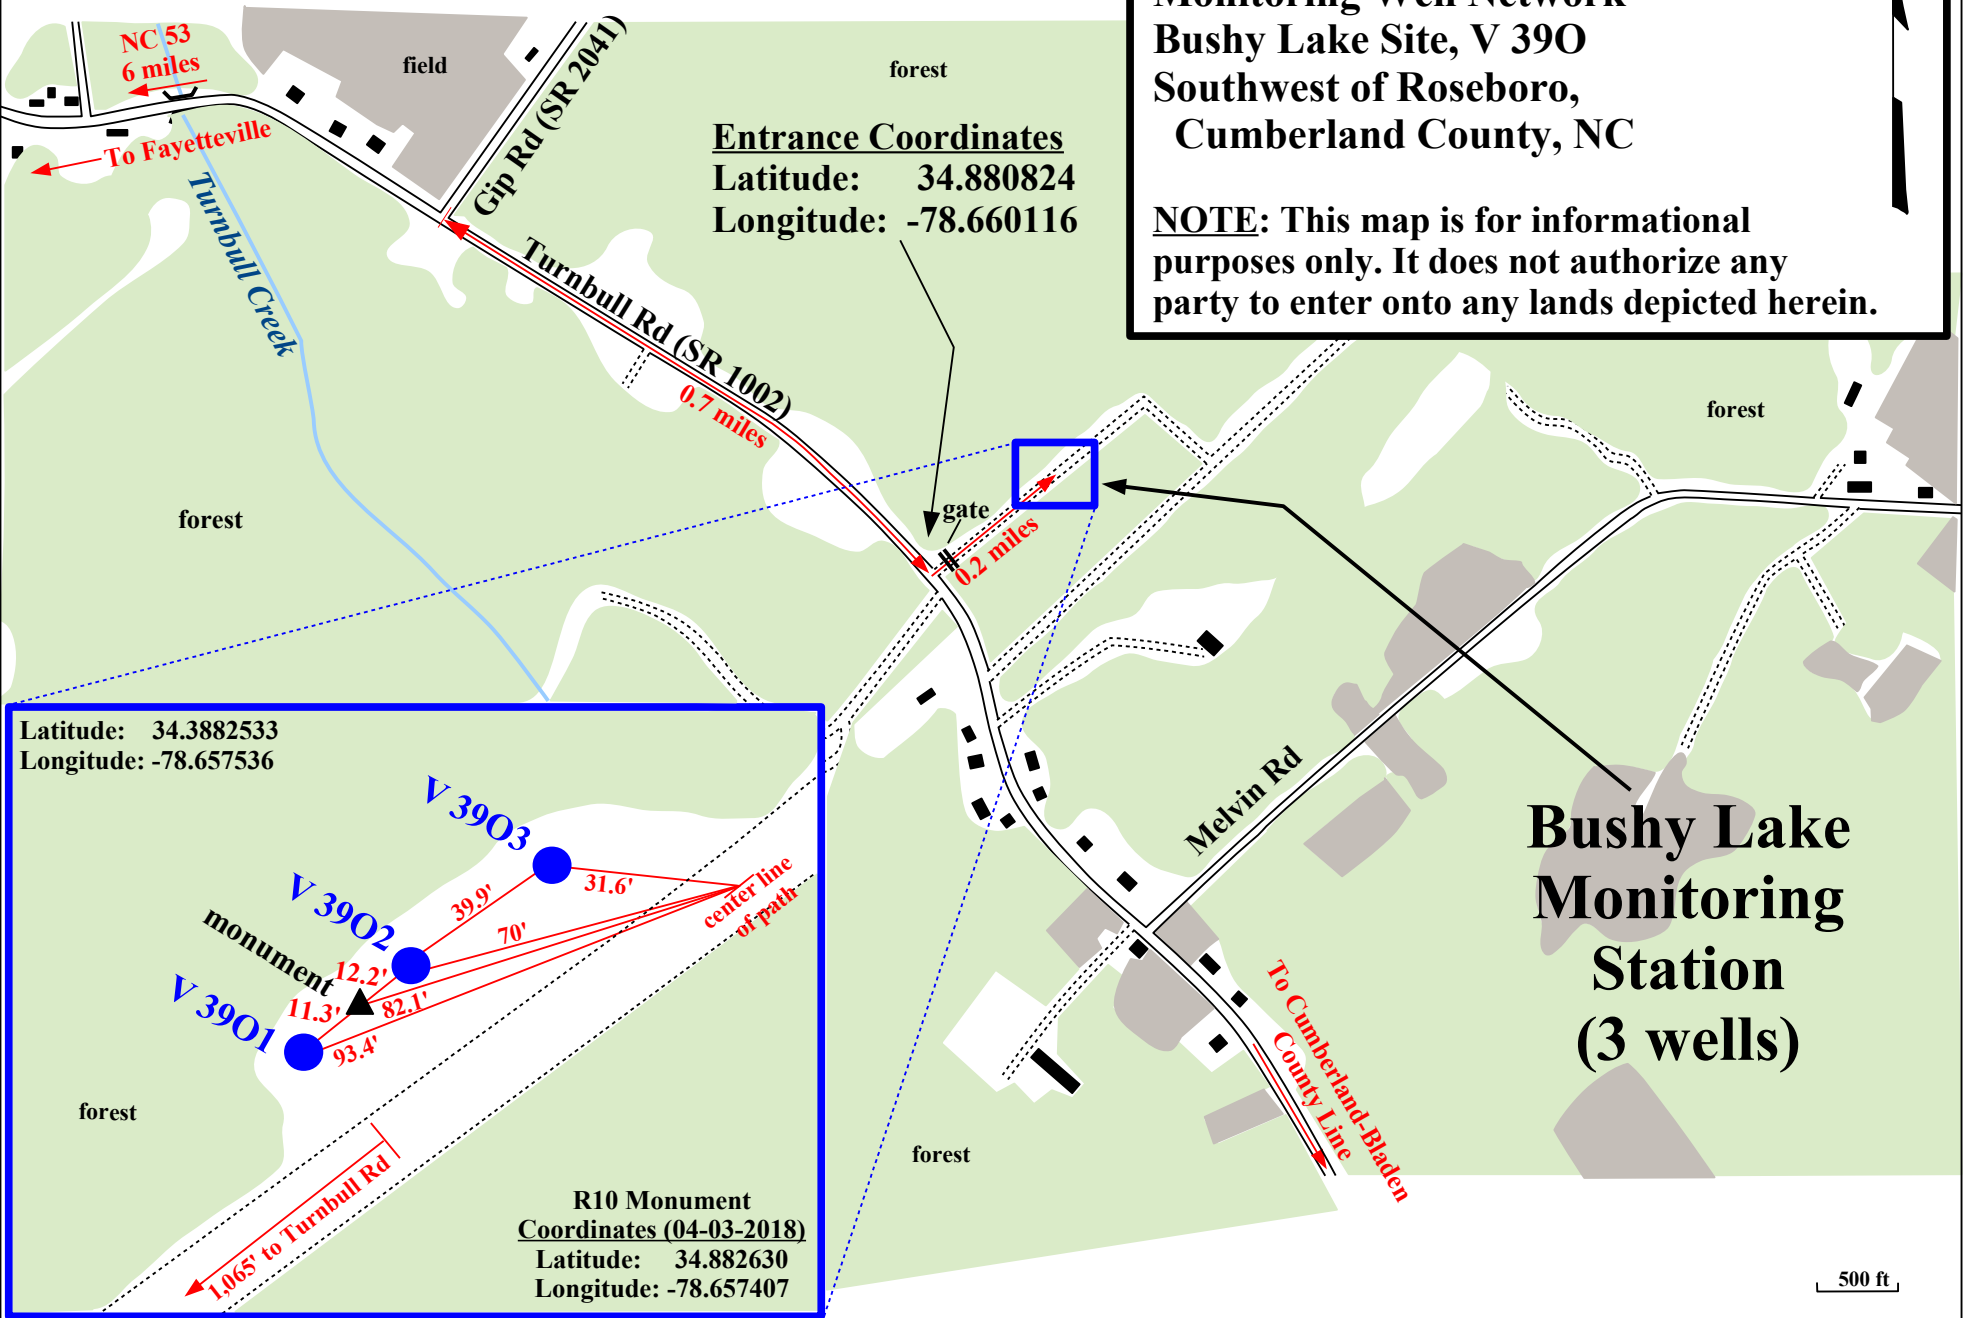 Monitoring Well Network
Bushy Lake Site, V 39O
Southwest of Roseboro,
Cumberland County, NC
NOTE: This map is for informational
purposes only. It does not authorize any
party to enter onto any lands depicted herein.
NC 53
6 miles
To Fayetteville
field
Gip Rd (SR 2041)
forest
Entrance Coordinates
Latitude: 34.880824
Longitude: -78.660116
Turnbull Creek
Turnbull Rd (SR 1002)
0.7 miles
forest
forest
gate
0.2 miles
Melvin Rd
Bushy Lake
Monitoring
Station
(3 wells)
To Cumberland-Bladen
County Line
forest
500 ft
Latitude: 34.3882533
Longitude: -78.657536
V 39O3
V 39O2
monument
V 39O1
39.9'
31.6'
70'
12.2'
11.3'
82.1'
93.4'
center line
of path
forest
1,065' to Turnbull Rd
R10 Monument
Coordinates (04-03-2018)
Latitude: 34.882630
Longitude: -78.657407